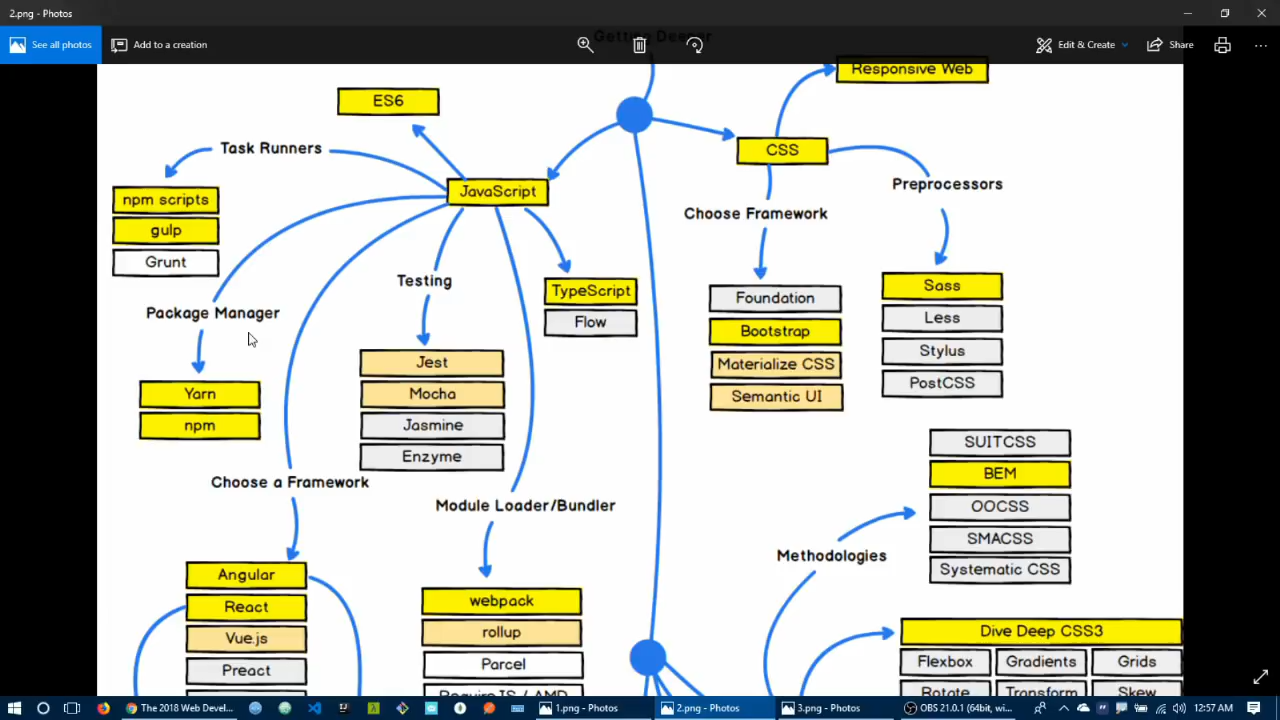 2.png - Photos
See all photos
Add to a creation
Edit & Create
Share
Getting Deeper
Responsive Web
ES6
Task Runners
CSS
npm scripts
gulp
Grunt
JavaScript
Preprocessors
Choose Framework
Testing
TypeScript
Flow
Package Manager
Foundation
Bootstrap
Materialize CSS
Semantic UI
Sass
Less
Stylus
PostCSS
Jest
Mocha
Jasmine
Enzyme
Yarn
npm
SUITCSS
BEM
OOCSS
SMACSS
Systematic CSS
Choose a Framework
Module Loader/Bundler
Methodologies
Angular
React
Vue.js
Preact
webpack
rollup
Parcel
RequireJS / AMD
Dive Deep CSS3
Flexbox
Gradients
Grids
Rotate
Transform
Skew
The 2018 Web Devel...
1.png - Photos
2.png - Photos
3.png - Photos
OBS 21.0.1 (64bit, wi...
12:57 AM